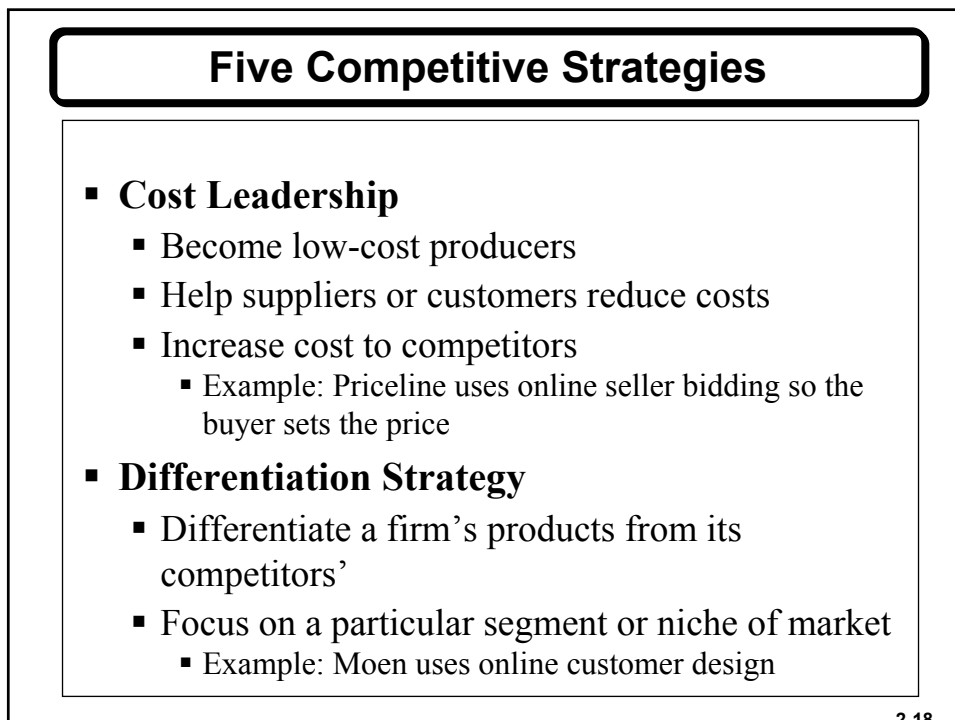 Five Competitive Strategies
▪ Cost Leadership
▪ Become low-cost producers
▪ Help suppliers or customers reduce costs
▪ Increase cost to competitors
▪ Example: Priceline uses online seller bidding so the
buyer sets the price
▪ Differentiation Strategy
▪ Differentiate a firm’s products from its
competitors’
▪ Focus on a particular segment or niche of market
▪ Example: Moen uses online customer design
2-18